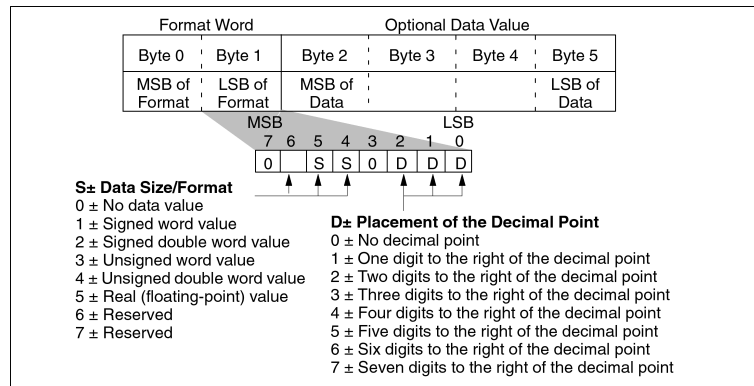 Format Word Optional Data Value
Byte 0 Byte 1 Byte 2 Byte 3 Byte 4 Byte 5
MSB of Format LSB of Format MSB of Data LSB of Data
MSB LSB
7 6 5 4 3 2 1 0
0 S S 0 D D D
S± Data Size/Format
0 ± No data value
1 ± Signed word value
2 ± Signed double word value
3 ± Unsigned word value
4 ± Unsigned double word value
5 ± Real (floating-point) value
6 ± Reserved
7 ± Reserved
D± Placement of the Decimal Point
0 ± No decimal point
1 ± One digit to the right of the decimal point
2 ± Two digits to the right of the decimal point
3 ± Three digits to the right of the decimal point
4 ± Four digits to the right of the decimal point
5 ± Five digits to the right of the decimal point
6 ± Six digits to the right of the decimal point
7 ± Seven digits to the right of the decimal point